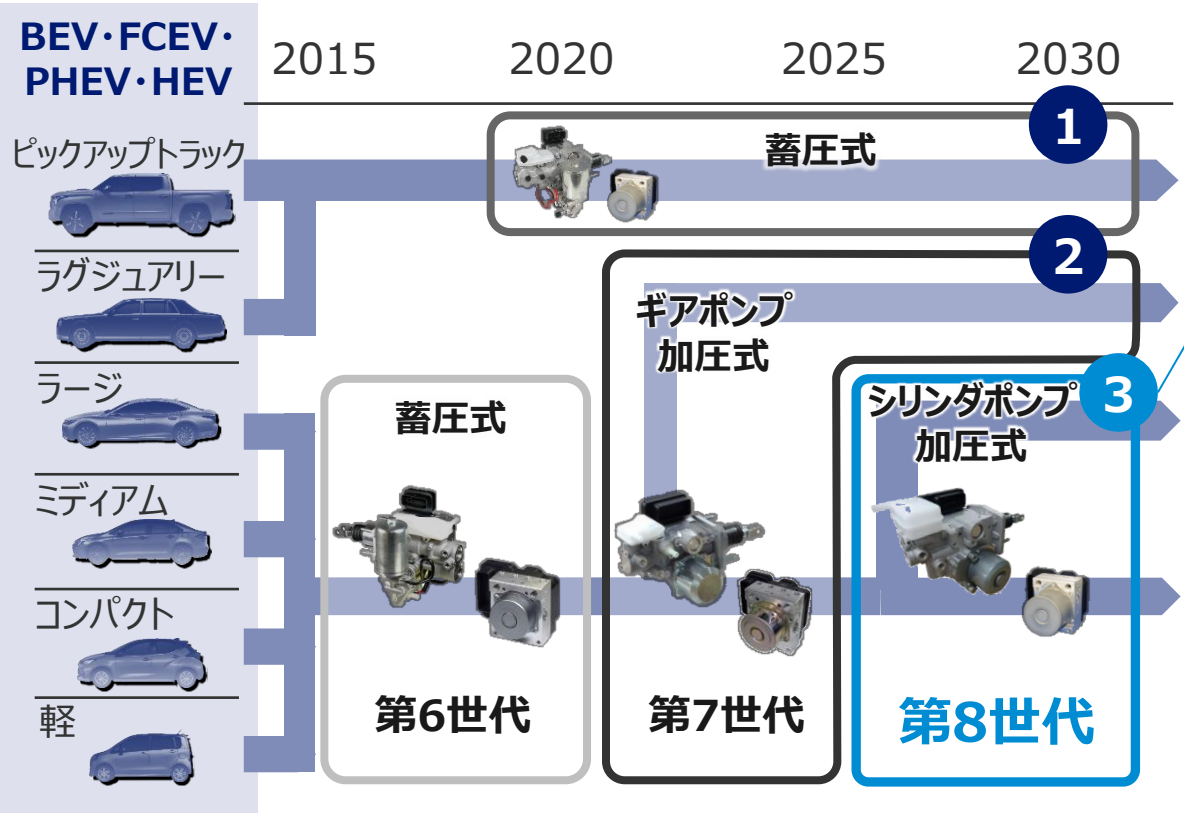 BEV･FCEV･
PHEV･HEV
2015
2020
2025
2030
ピックアップトラック
ラグジュアリー
ラージ
ミディアム
コンパクト
軽
1
蓄圧式
2
ギアポンプ
加圧式
3
シリンダポンプ
加圧式
蓄圧式
第6世代
第7世代
第8世代